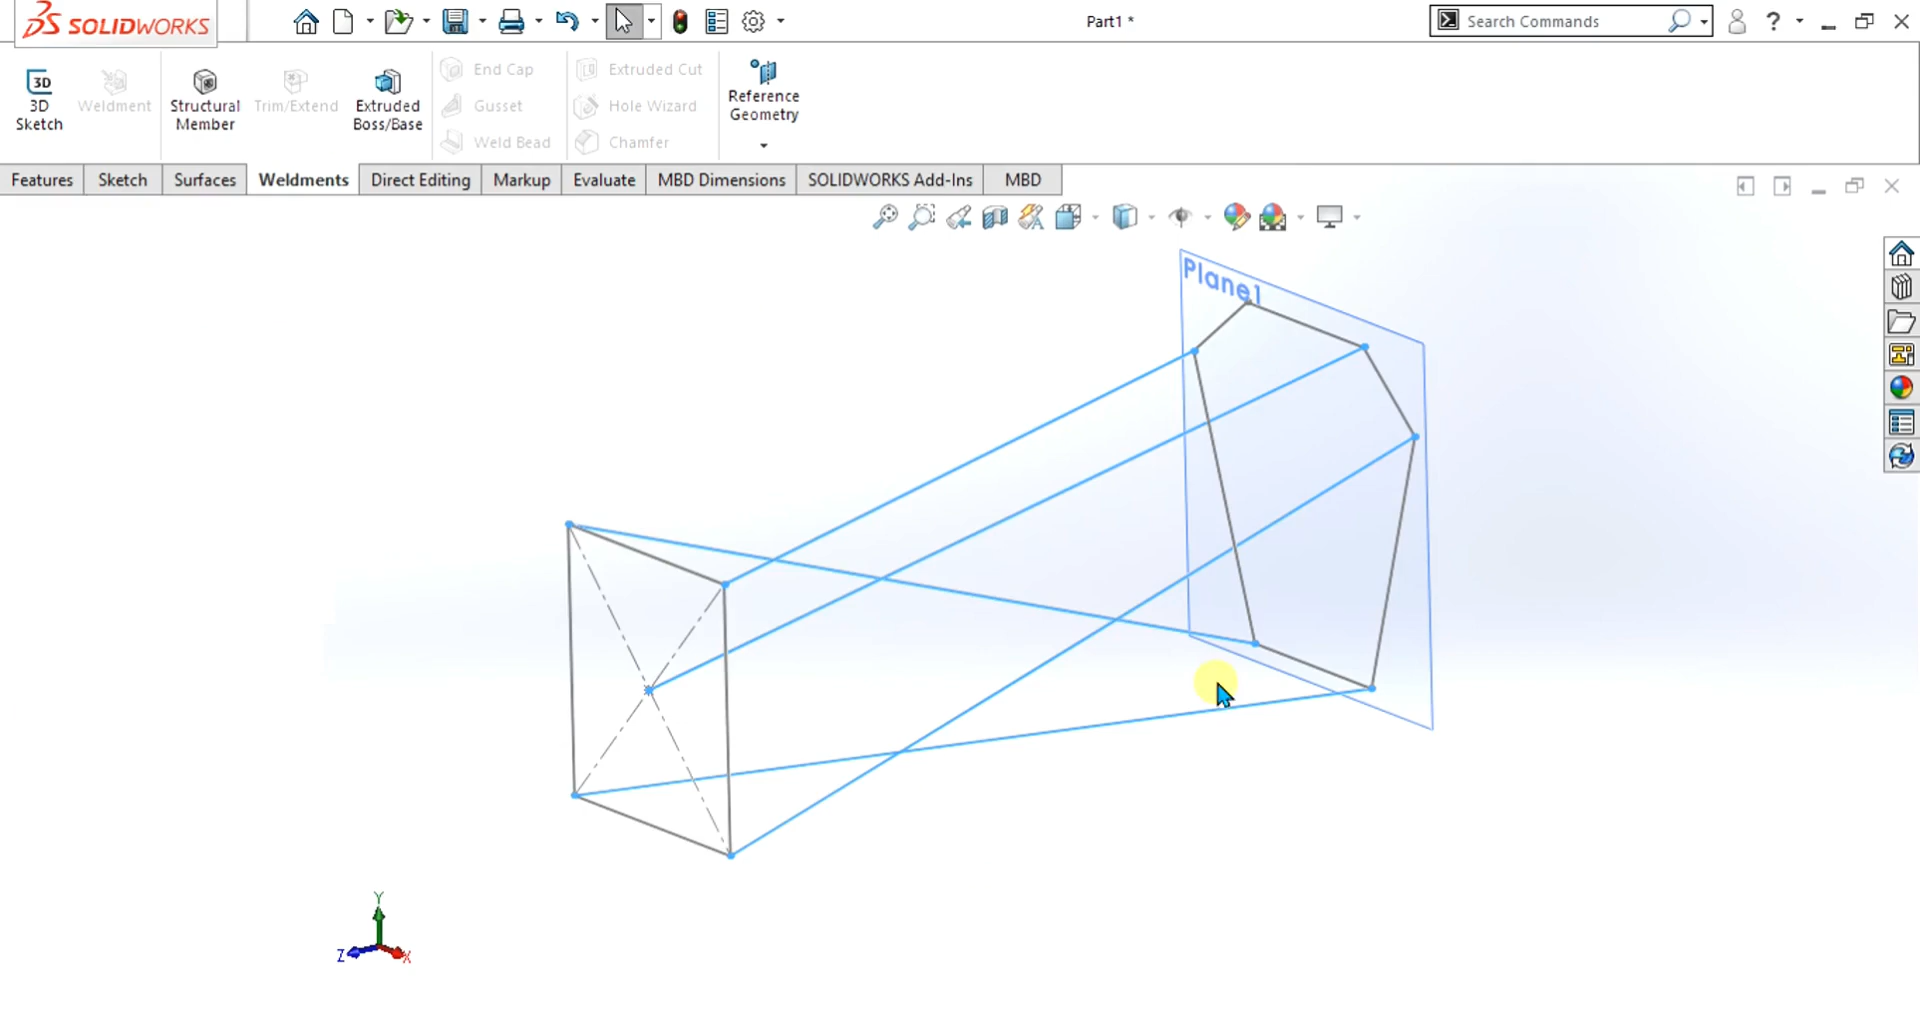 SOLIDWORKS
Part1 *
Search Commands
?
3D
3D
Sketch
Weldment
Structural
Member
Trim/Extend
Extruded
Boss/Base
End Cap
Gusset
Weld Bead
Extruded Cut
Hole Wizard
Chamfer
Reference
Geometry
Features
Sketch
Surfaces
Weldments
Direct Editing
Markup
Evaluate
MBD Dimensions
SOLIDWORKS Add-Ins
MBD
Plane1
Y
Z
X